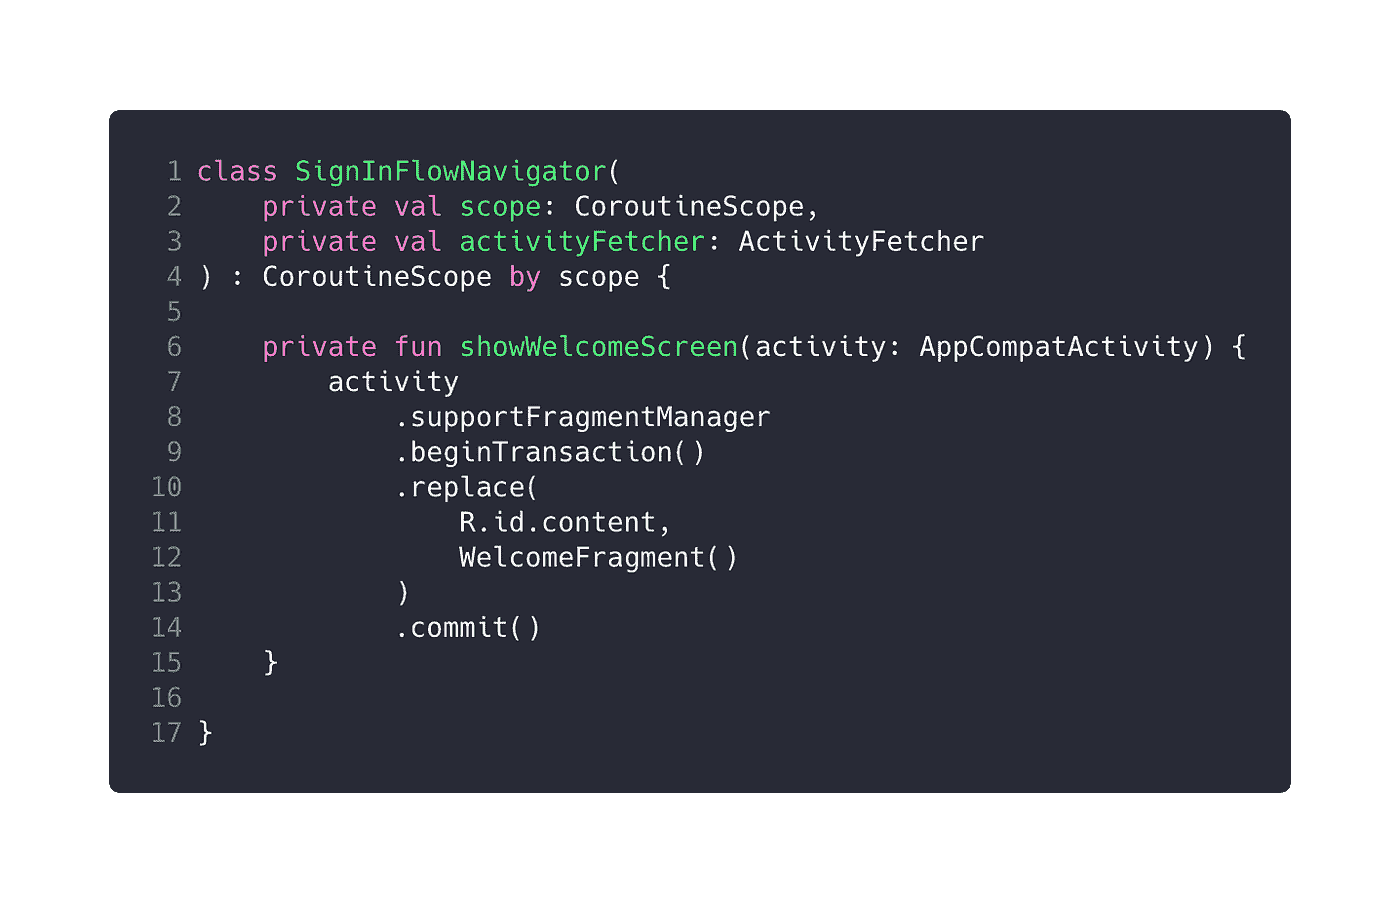 1 class SignInFlowNavigator(
2     private val scope: CoroutineScope,
3     private val activityFetcher: ActivityFetcher
4 ) : CoroutineScope by scope {
5
6     private fun showWelcomeScreen(activity: AppCompatActivity) {
7         activity
8             .supportFragmentManager
9             .beginTransaction()
10             .replace(
11                 R.id.content,
12                 WelcomeFragment()
13             )
14             .commit()
15     }
16
17 }